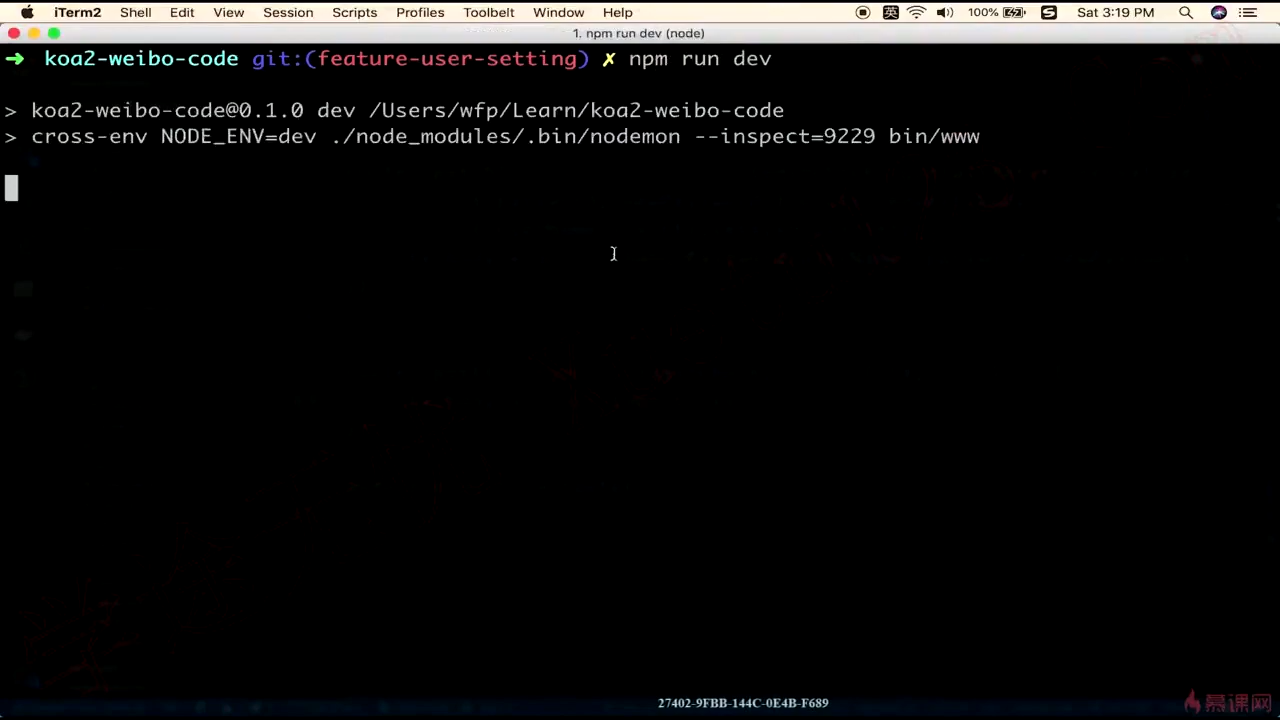 iTerm2 Shell Edit View Session Scripts Profiles Toolbelt Window Help 英 100% S Sat 3:19 PM
1. npm run dev (node)
➜ koa2-weibo-code git:(feature-user-setting) ✗ npm run dev
> koa2-weibo-code@0.1.0 dev /Users/wfp/Learn/koa2-weibo-code
> cross-env NODE_ENV=dev ./node_modules/.bin/nodemon --inspect=9229 bin/www
27402-9FBB-144C-0E4B-F689
慕课网